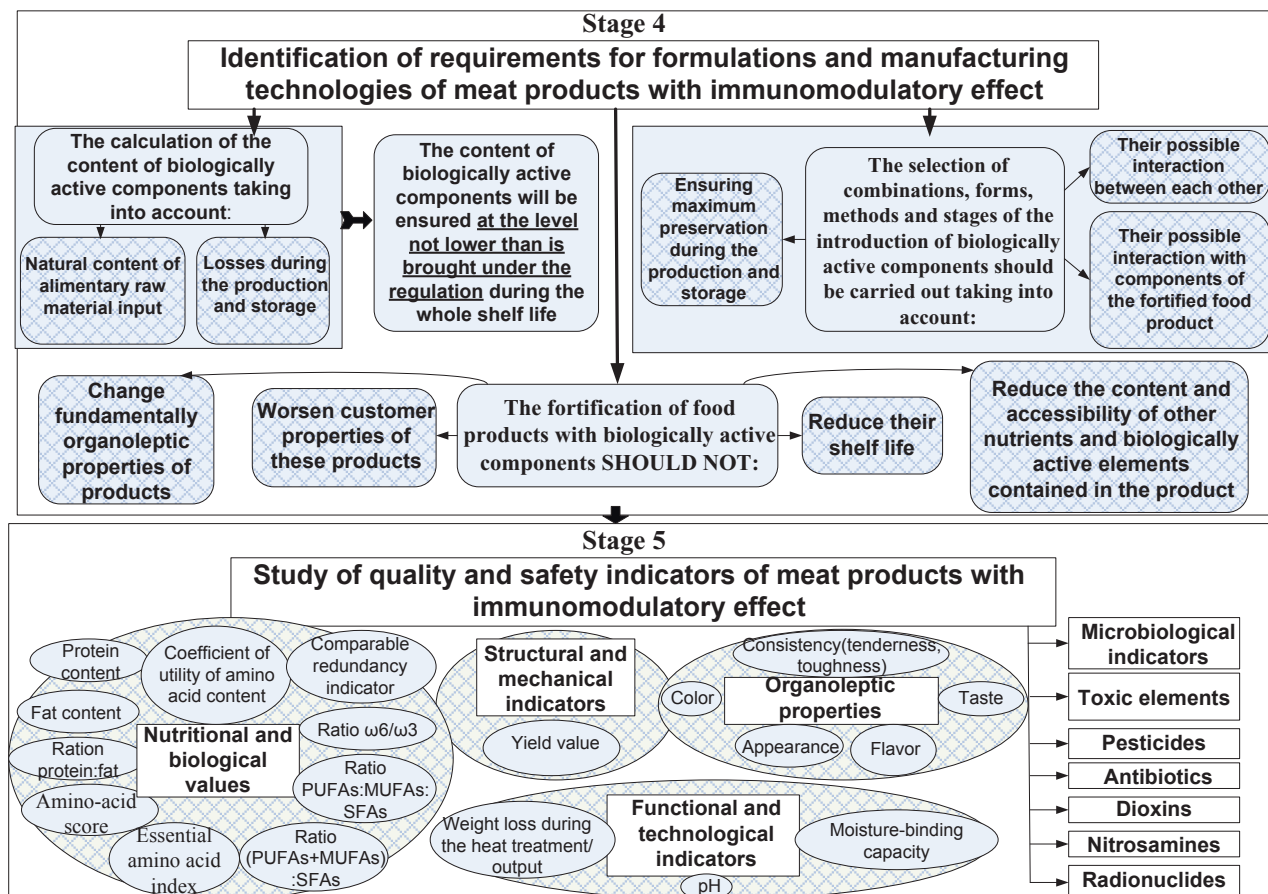 Stage 4
Identification of requirements for formulations and manufacturing
technologies of meat products with immunomodulatory effect
The calculation of the
content of biologically
active components taking
into account:
Natural content of
alimentary raw
material input
Losses during
the production
and storage
The content of
biologically active
components will be
ensured at the level
not lower than is
brought under the
regulation during the
whole shelf life
Ensuring
maximum
preservation
during the
production and
storage
The selection of
combinations, forms,
methods and stages of the
introduction of biologically
active components should
be carried out taking into
account:
Their possible
interaction
between each other
Their possible
interaction with
components of
the fortified food
product
Change
fundamentally
organoleptic
properties of
products
Worsen customer
properties of
these products
The fortification of food
products with biologically active
components SHOULD NOT:
Reduce their
shelf life
Reduce the content and
accessibility of other
nutrients and biologically
active elements
contained in the product
Stage 5
Study of quality and safety indicators of meat products with
immunomodulatory effect
Protein
content
Coefficient of
utility of amino
acid content
Comparable
redundancy
indicator
Fat content
Ratio ω6/ω3
Ration
protein:fat
Nutritional and
biological
values
Ratio
PUFAs:MUFAs:
SFAs
Amino-acid
score
Essential
amino acid
index
Ratio
(PUFAs+MUFAs)
:SFAs
Structural and
mechanical
indicators
Yield value
Consistency(tenderness,
toughness)
Color
Organoleptic
properties
Taste
Appearance
Flavor
Weight loss during
the heat treatment/
output
Functional and
technological
indicators
Moisture-binding
capacity
pH
Microbiological
indicators
Toxic elements
Pesticides
Antibiotics
Dioxins
Nitrosamines
Radionuclides